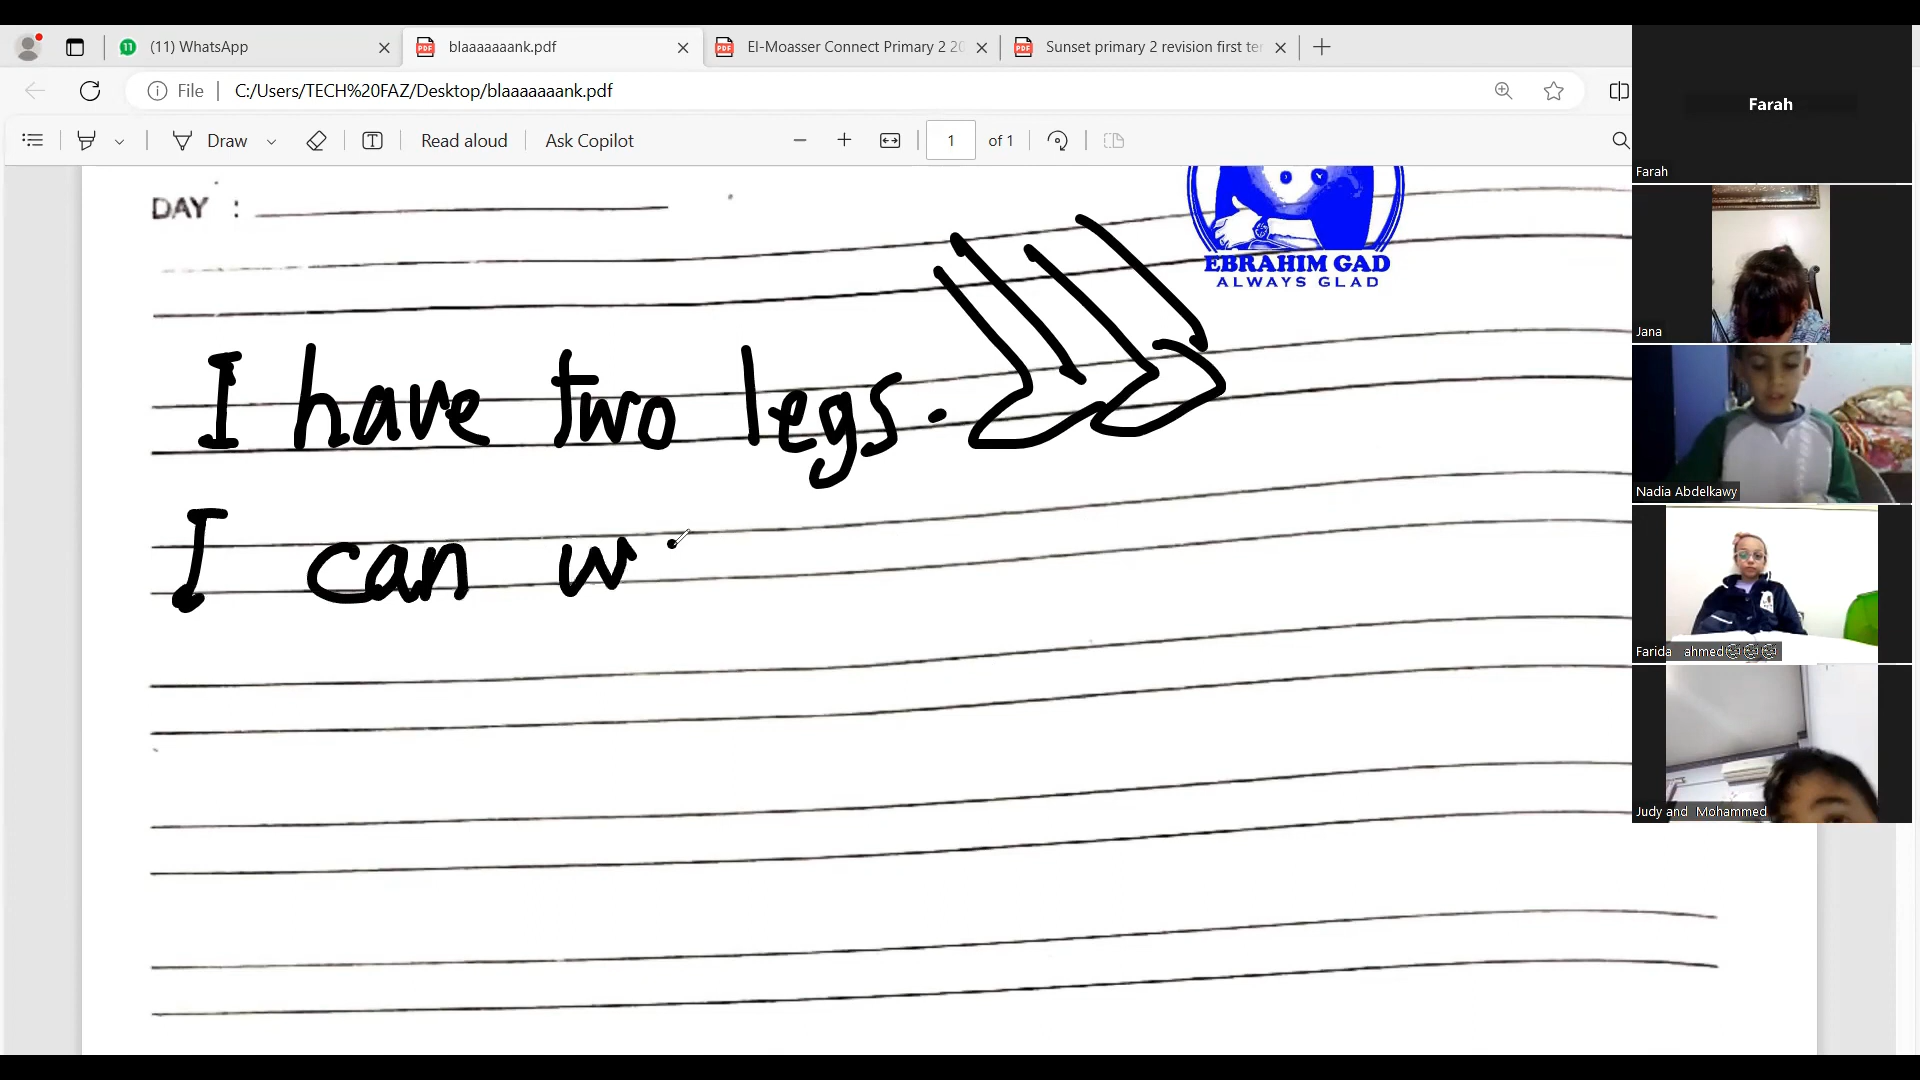 (11) WhatsApp
blaaaaaaank.pdf
El-Moasser Connect Primary 2 20
Sunset primary 2 revision first ter
File
C:/Users/TECH%20FAZ/Desktop/blaaaaaaank.pdf
Draw
Read aloud
Ask Copilot
1 of 1
DAY :
EBRAHIM GAD
ALWAYS GLAD
I have two legs.
I can w
Farah
Farah
Jana
Nadia Abdelkawy
Farida ahmed
Judy and Mohammed